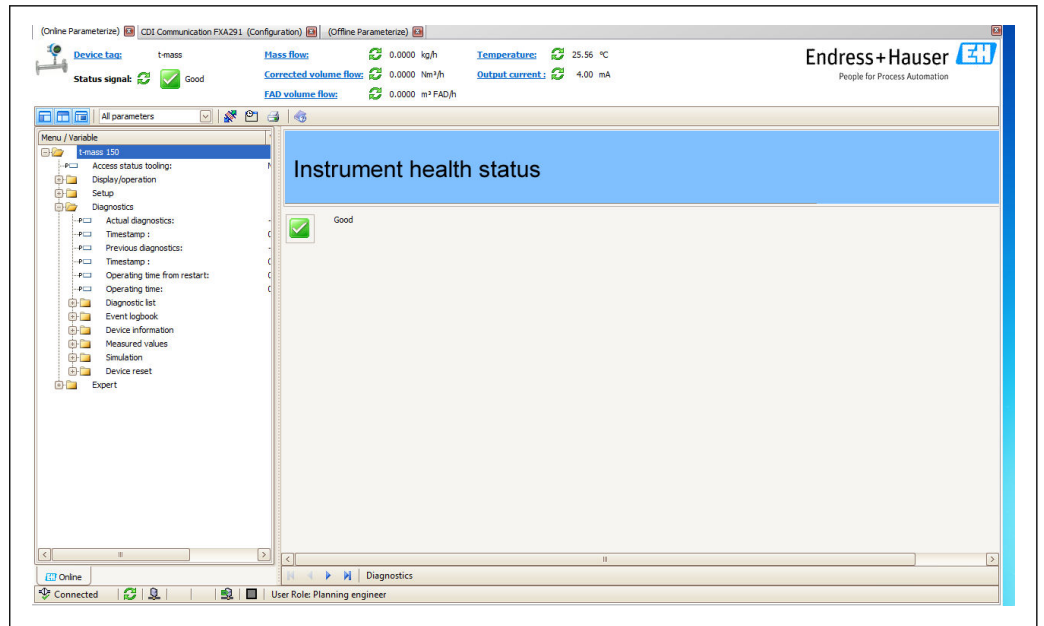 (Online Parameterize) CDI Communication FXA291 (Configuration) (Offline Parameterize)
Device tag: t-mass Mass flow: 0.0000 kg/h Temperature: 25.56 °C
Status signal: Good Corrected volume flow: 0.0000 Nm³/h Output current : 4.00 mA
FAD volume flow: 0.0000 m³ FAD/h
Endress+Hauser EH
People for Process Automation
All parameters
Menu / Variable
t-mass 150
Access status tooling:
Display/operation
Setup
Diagnostics
Actual diagnostics: -
Timestamp :
Previous diagnostics: -
Timestamp :
Operating time from restart:
Operating time:
Diagnostic list
Event logbook
Device information
Measured values
Simulation
Device reset
Expert
Instrument health status
Good
Online
Diagnostics
Connected
User Role: Planning engineer